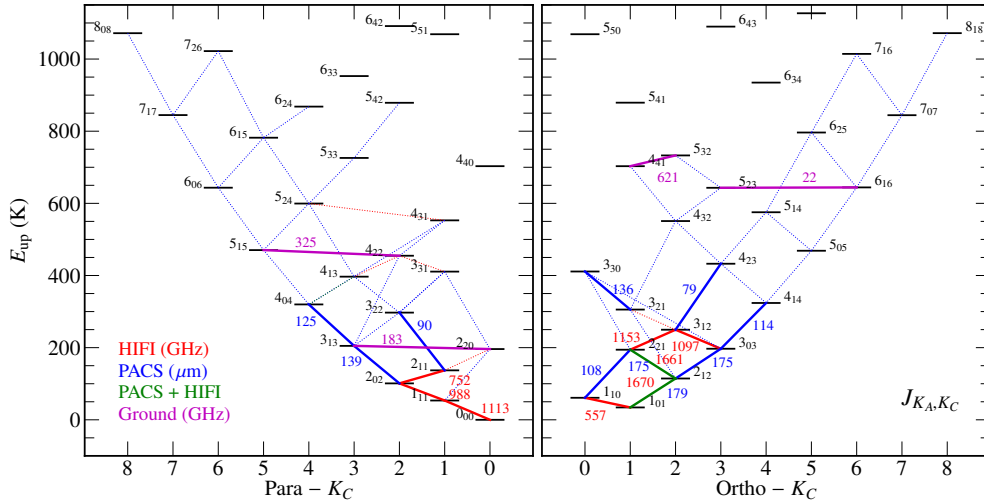 6₄₂ 5₅₁
8₀₈
7₂₆
6₃₃
6₂₄ 5₄₂
7₁₇
6₁₅
5₃₃
4₄₀
6₀₆
5₂₄
4₃₁
5₁₅ 325 4₂₂
4₁₃ 3₃₁
4₀₄ 3₂₂
125 90
3₁₃ 183 2₂₀
139 2₁₁
2₀₂ 752
1₁₁ 988
0₀₀ 1113
HIFI (GHz)
PACS (μm)
PACS + HIFI
Ground (GHz)
E_up (K)
1000
800
600
400
200
0
8 7 6 5 4 3 2 1 0
Para − K_C
5₅₀ 6₄₃ 8₁₈
7₁₆
6₃₄
5₄₁ 7₀₇
6₂₅
4₄₁ 5₃₂
621 5₂₃ 22 6₁₆
4₃₂ 5₁₄
5₀₅
3₃₀ 4₂₃
136 79
3₂₁ 4₁₄
3₁₂ 114
1153 1097
2₂₁ 3₀₃
108 175 1661 175
1670 2₁₂
179
1₁₀ 1₀₁
557
J_{K_A,K_C}
0 1 2 3 4 5 6 7 8
Ortho − K_C